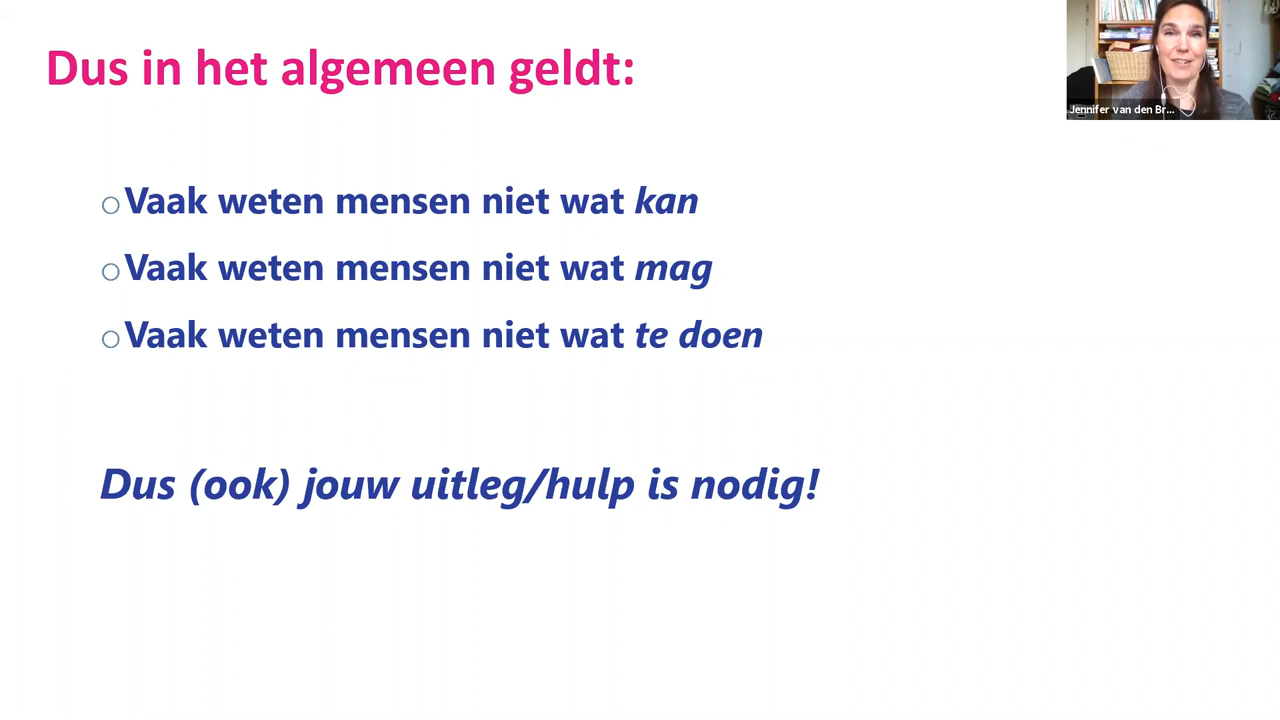 Dus in het algemeen geldt:
Jennifer van den Br...
Vaak weten mensen niet wat kan
Vaak weten mensen niet wat mag
Vaak weten mensen niet wat te doen
Dus (ook) jouw uitleg/hulp is nodig!